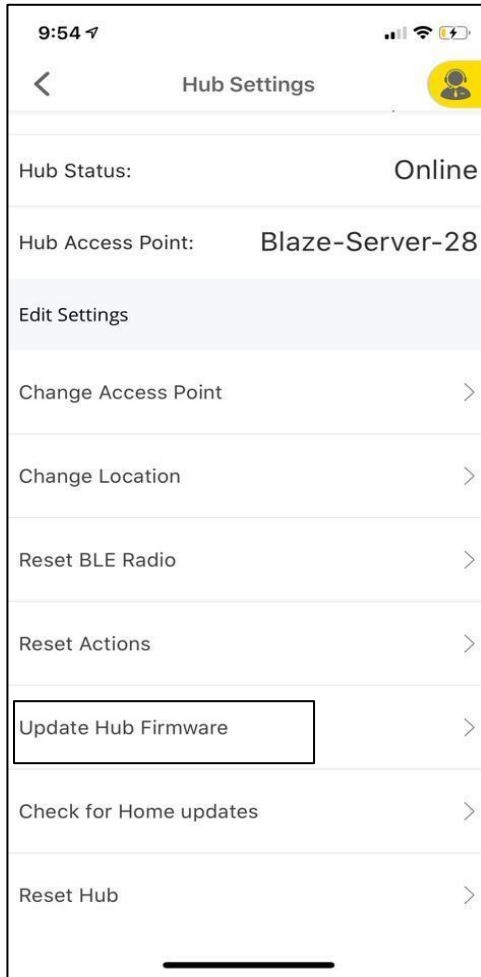 9:54
Hub Settings
Hub Status: Online
Hub Access Point: Blaze-Server-28
Edit Settings
Change Access Point
Change Location
Reset BLE Radio
Reset Actions
Update Hub Firmware
Check for Home updates
Reset Hub